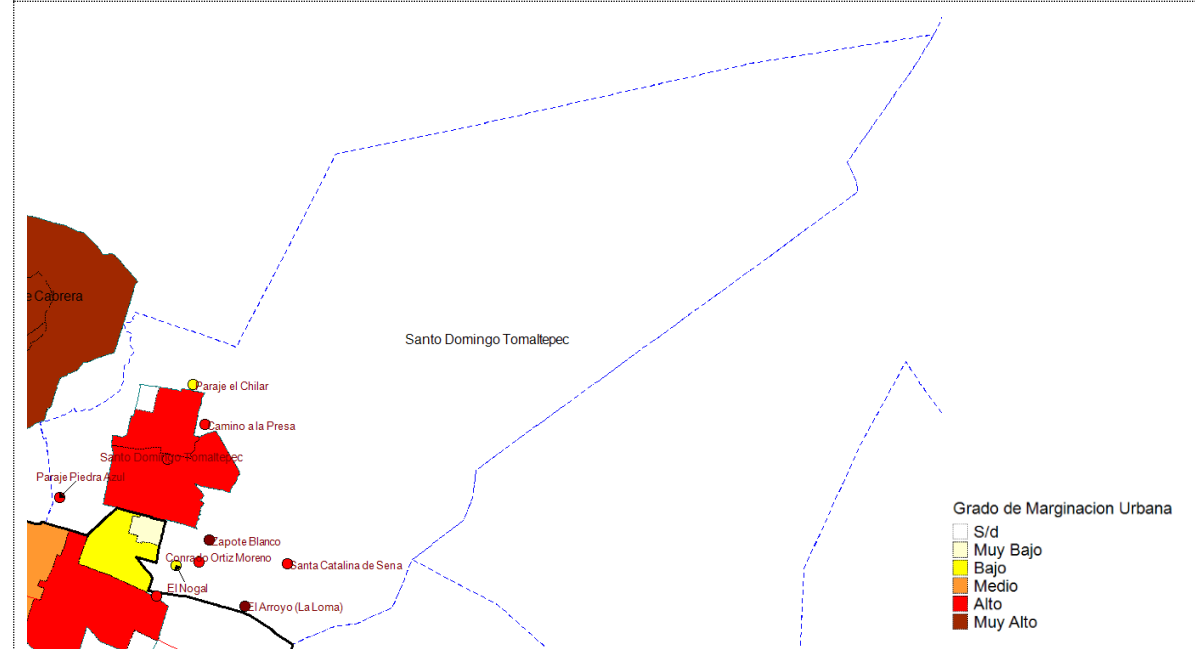 e Cabrera
Santo Domingo Tomaltepec
Paraje el Chilar
Camino a la Presa
Santo Domingo Tomaltepec
Paraje Piedra Azul
Zapote Blanco
Conrado Ortiz Moreno
Santa Catalina de Sena
El Nogal
El Arroyo (La Loma)
Grado de Marginacion Urbana
S/d
Muy Bajo
Bajo
Medio
Alto
Muy Alto